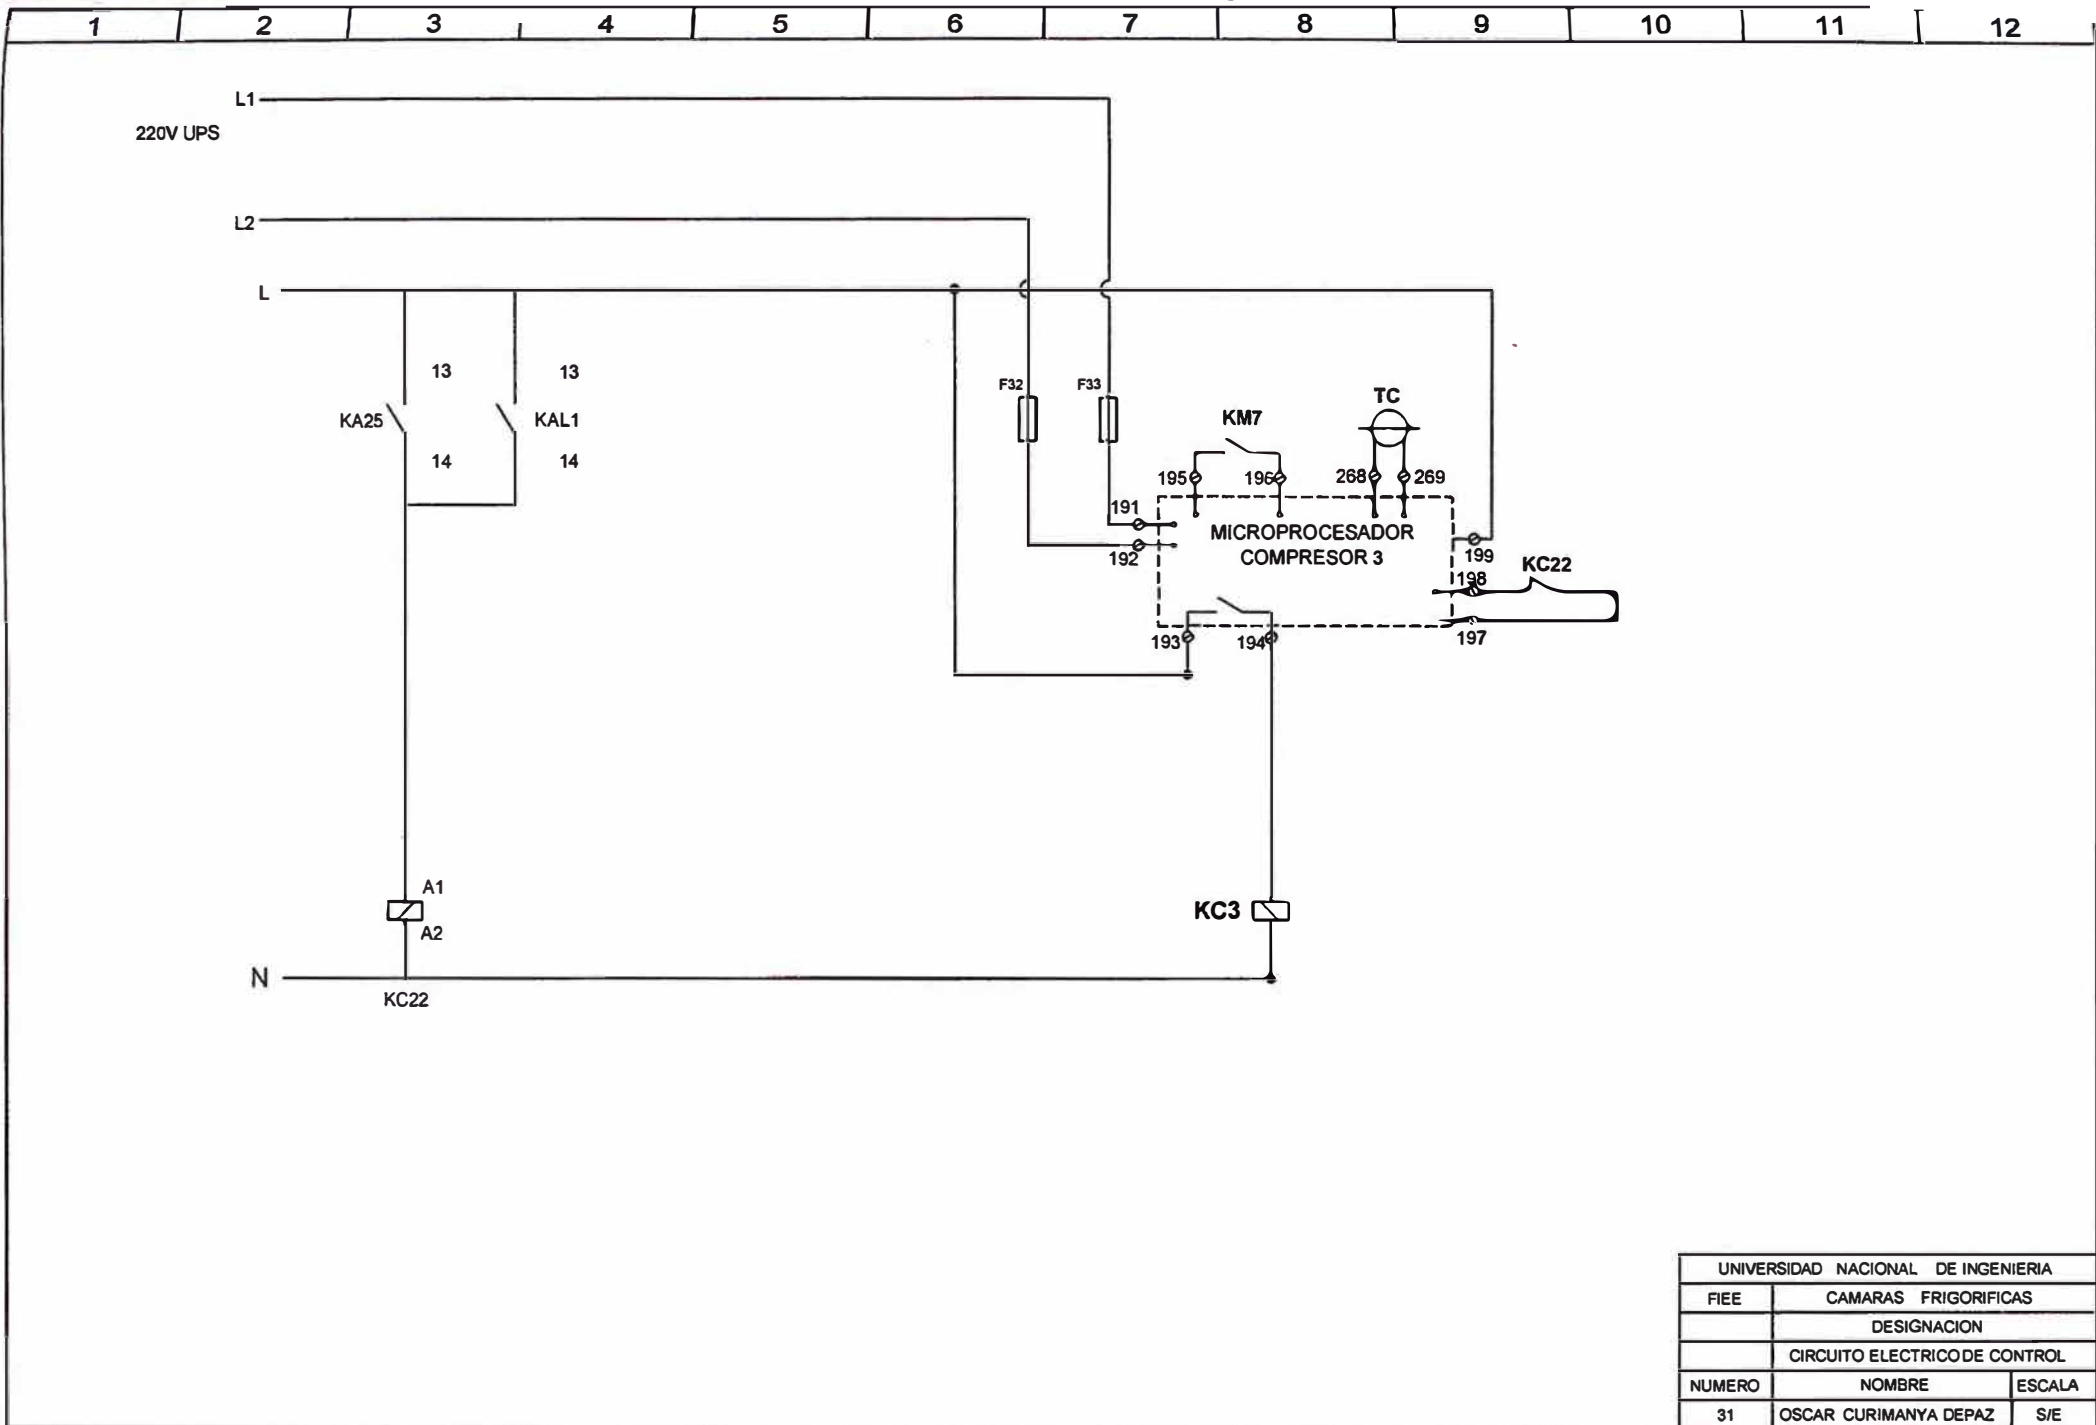 1 2 3 4 5 6 7 8 9 10 11 12
L1
220V UPS
L2
L
13 13
F32 F33
TC
KA25 KAL1
KM7
14 14
195 196 268 269
191
MICROPROCESADOR
192 COMPRESOR 3
199
KC22
198
193 194 197
A1
KC3
A2
N
KC22
UNIVERSIDAD NACIONAL DE INGENIERIA
FIEE CAMARAS FRIGORIFICAS
DESIGNACION
CIRCUITO ELECTRICO DE CONTROL
NUMERO NOMBRE ESCALA
31 OSCAR CURIMANYA DEPAZ S/E